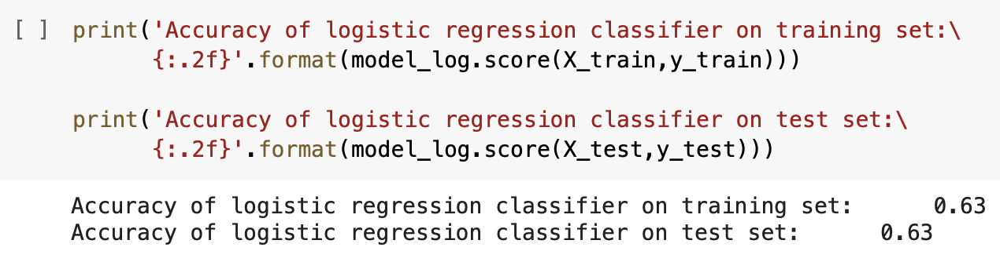 [ ] print('Accuracy of logistic regression classifier on training set:\
      {:.2f}'.format(model_log.score(X_train,y_train)))
print('Accuracy of logistic regression classifier on test set:\
      {:.2f}'.format(model_log.score(X_test,y_test)))
Accuracy of logistic regression classifier on training set:      0.63
Accuracy of logistic regression classifier on test set:      0.63